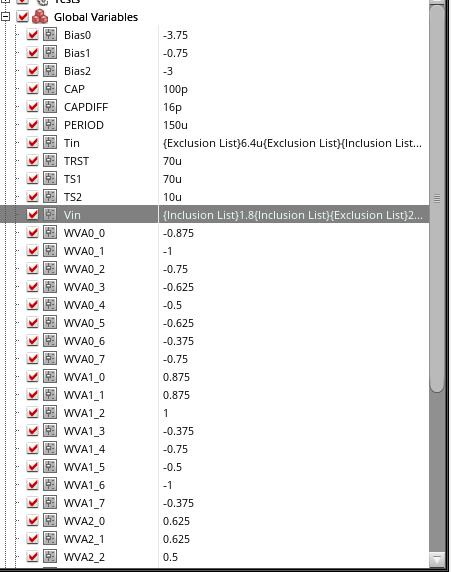 Tests
Global Variables
Bias0 -3.75
Bias1 -0.75
Bias2 -3
CAP 100p
CAPDIFF 16p
PERIOD 150u
Tin {Exclusion List}6.4u{Exclusion List}{Inclusion List...
TRST 70u
TS1 70u
TS2 10u
Vin {Inclusion List}1.8{Inclusion List}{Exclusion List}2...
WVA0_0 -0.875
WVA0_1 -1
WVA0_2 -0.75
WVA0_3 -0.625
WVA0_4 -0.5
WVA0_5 -0.625
WVA0_6 -0.375
WVA0_7 -0.75
WVA1_0 0.875
WVA1_1 0.875
WVA1_2 1
WVA1_3 -0.375
WVA1_4 -0.75
WVA1_5 -0.5
WVA1_6 -1
WVA1_7 -0.375
WVA2_0 0.625
WVA2_1 0.625
WVA2_2 0.5